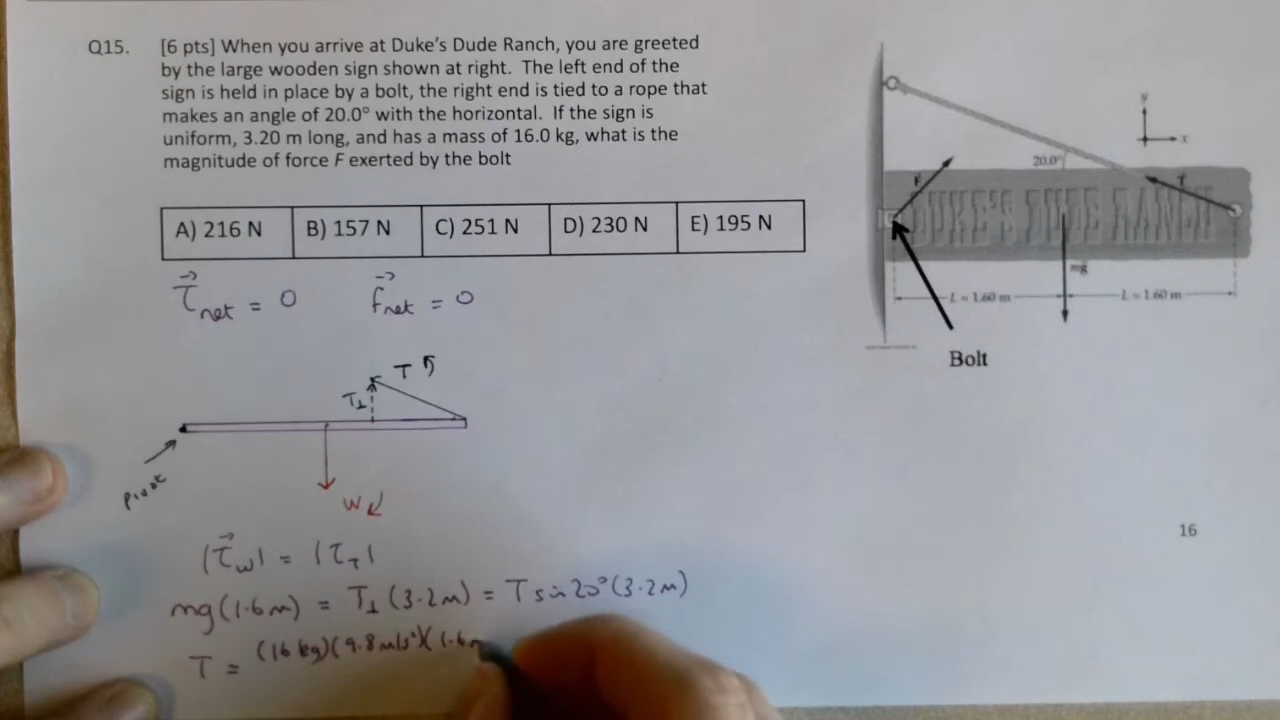 Q15. [6 pts] When you arrive at Duke's Dude Ranch, you are greeted
by the large wooden sign shown at right. The left end of the
sign is held in place by a bolt, the right end is tied to a rope that
makes an angle of 20.0° with the horizontal. If the sign is
uniform, 3.20 m long, and has a mass of 16.0 kg, what is the
magnitude of force F exerted by the bolt
A) 216 N B) 157 N C) 251 N D) 230 N E) 195 N
y
x
20.0°
F T
DUKE'S DUDE RANCH
mg
L = 1.60 m L = 1.60 m
Bolt
τ⃗net = 0 F⃗net = 0
T
T⊥
Pivot
W
|τ⃗W| = |τT|
mg(1.6m) = T⊥(3.2m) = T sin20°(3.2m)
T = (16 kg)(9.8 m/s²)(1.6m
16